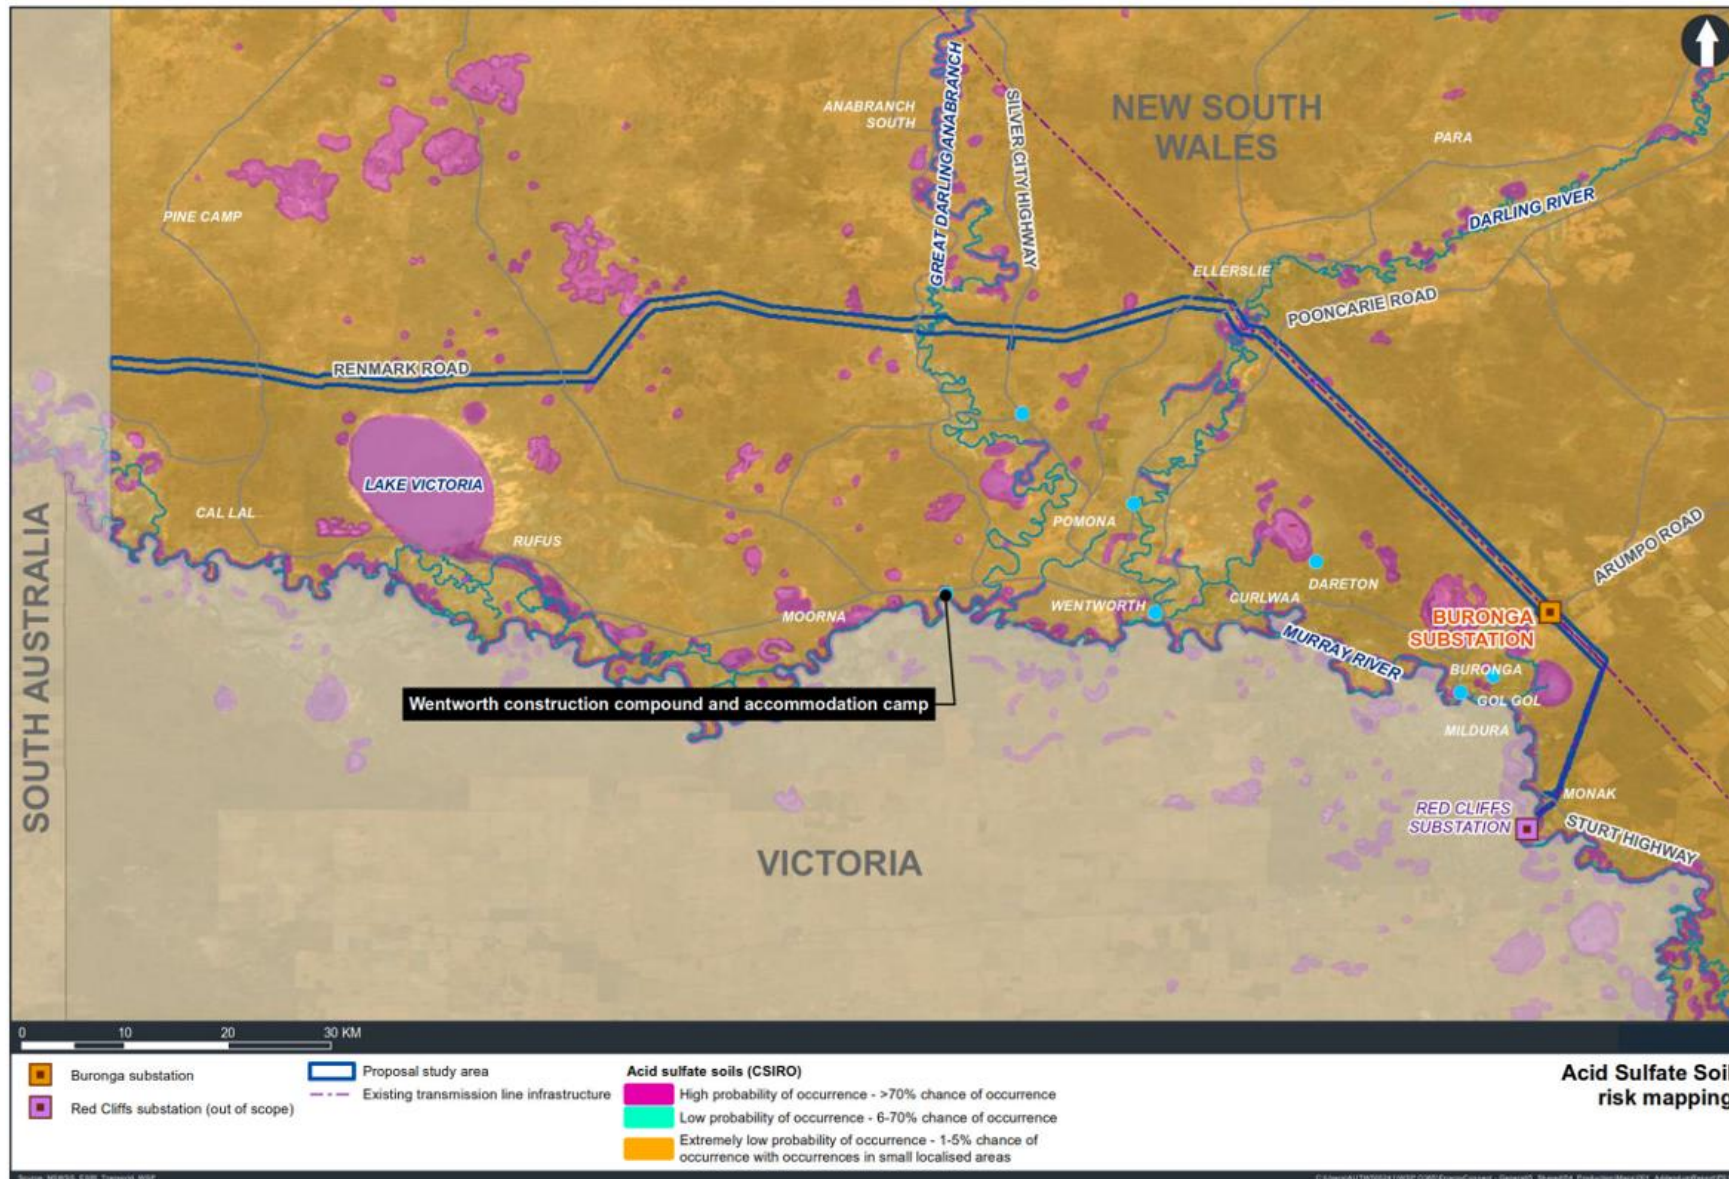 ANABRANCH
SOUTH
GREAT DARLING ANABRANCH
SILVER CITY HIGHWAY
NEW SOUTH
WALES
PARA
PINE CAMP
DARLING RIVER
ELLERSLIE
POONCARIE ROAD
RENMARK ROAD
LAKE VICTORIA
CAL LAL
RUFUS
POMONA
ARUMPO ROAD
DARETON
CURLWAA
WENTWORTH
MOORNA
BURONGA
SUBSTATION
MURRAY RIVER
BURONGA
GOL GOL
MILDURA
Wentworth construction compound and accommodation camp
SOUTH AUSTRALIA
MONAK
RED CLIFFS
SUBSTATION
STURT HIGHWAY
VICTORIA
0 10 20 30 KM
Buronga substation
Red Cliffs substation (out of scope)
Proposal study area
Existing transmission line infrastructure
Acid sulfate soils (CSIRO)
High probability of occurrence - >70% chance of occurrence
Low probability of occurrence - 6-70% chance of occurrence
Extremely low probability of occurrence - 1-5% chance of
occurrence with occurrences in small localised areas
Acid Sulfate Soil
risk mapping